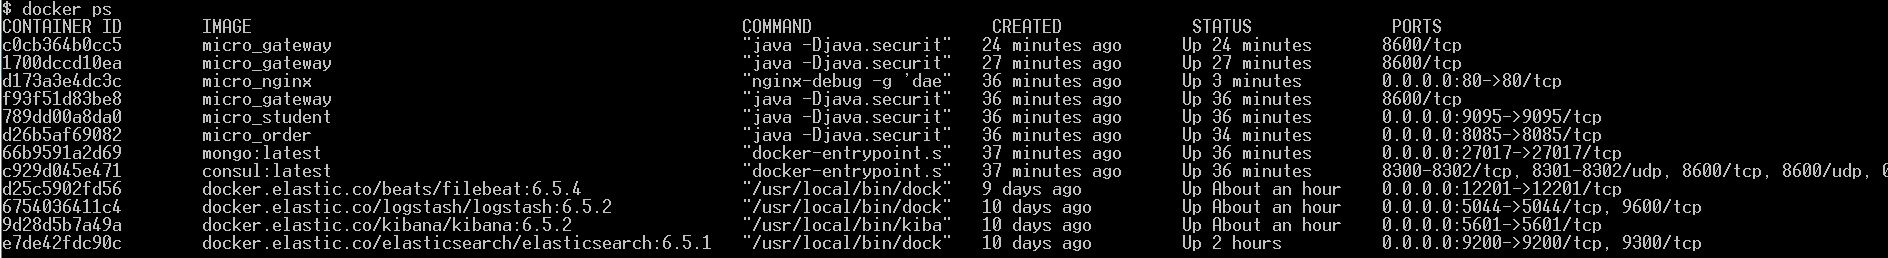 $ docker ps
CONTAINER ID IMAGE COMMAND CREATED STATUS PORTS
c0cb364b0cc5 micro_gateway "java -Djava.securit" 24 minutes ago Up 24 minutes 8600/tcp
1700dccd10ea micro_gateway "java -Djava.securit" 27 minutes ago Up 27 minutes 8600/tcp
d173a3e4dc3c micro_nginx "nginx-debug -g 'dae" 36 minutes ago Up 3 minutes 0.0.0.0:80->80/tcp
f93f51d83be8 micro_gateway "java -Djava.securit" 36 minutes ago Up 36 minutes 8600/tcp
789dd00a8da0 micro_student "java -Djava.securit" 36 minutes ago Up 36 minutes 0.0.0.0:9095->9095/tcp
d26b5af69082 micro_order "java -Djava.securit" 36 minutes ago Up 34 minutes 0.0.0.0:8085->8085/tcp
66b9591a2d69 mongo:latest "docker-entrypoint.s" 37 minutes ago Up 36 minutes 0.0.0.0:27017->27017/tcp
c929d045e471 consul:latest "docker-entrypoint.s" 37 minutes ago Up 36 minutes 8300-8302/tcp, 8301-8302/udp, 8600/tcp, 8600/udp,
d25c5902fd56 docker.elastic.co/beats/filebeat:6.5.4 "/usr/local/bin/dock" 9 days ago Up About an hour 0.0.0.0:12201->12201/tcp
6754036411c4 docker.elastic.co/logstash/logstash:6.5.2 "/usr/local/bin/dock" 10 days ago Up About an hour 0.0.0.0:5044->5044/tcp, 9600/tcp
9d28d5b7a49a docker.elastic.co/kibana/kibana:6.5.2 "/usr/local/bin/kiba" 10 days ago Up About an hour 0.0.0.0:5601->5601/tcp
e7de42fdc90c docker.elastic.co/elasticsearch/elasticsearch:6.5.1 "/usr/local/bin/dock" 10 days ago Up 2 hours 0.0.0.0:9200->9200/tcp, 9300/tcp